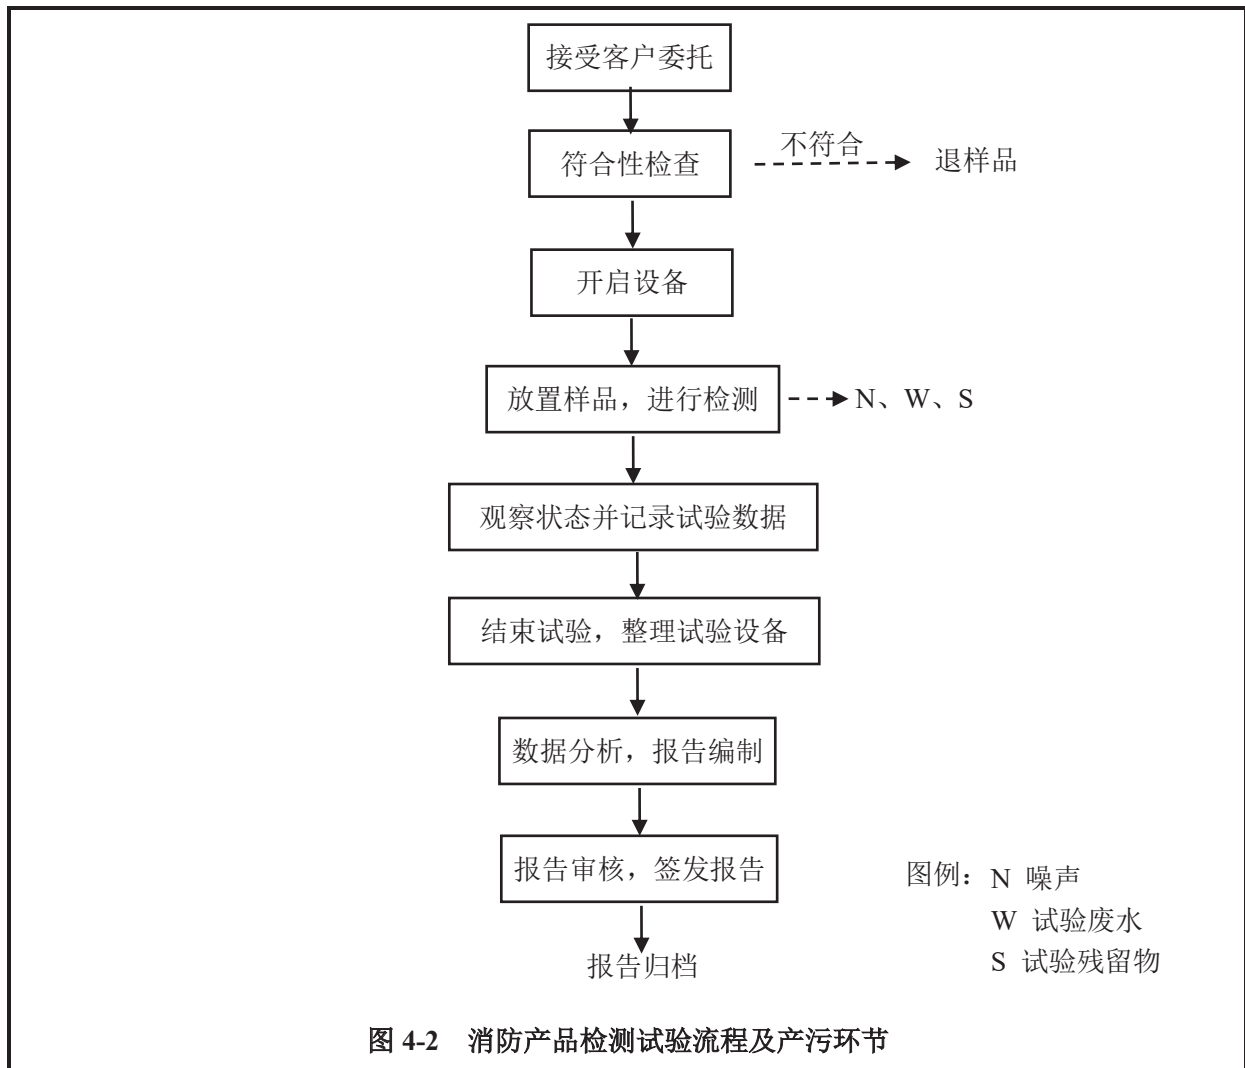 接受客户委托
符合性检查
不符合
退样品
开启设备
放置样品，进行检测
N、W、S
观察状态并记录试验数据
结束试验，整理试验设备
数据分析，报告编制
报告审核，签发报告
报告归档
图例：N 噪声
W 试验废水
S 试验残留物
图 4-2 消防产品检测试验流程及产污环节